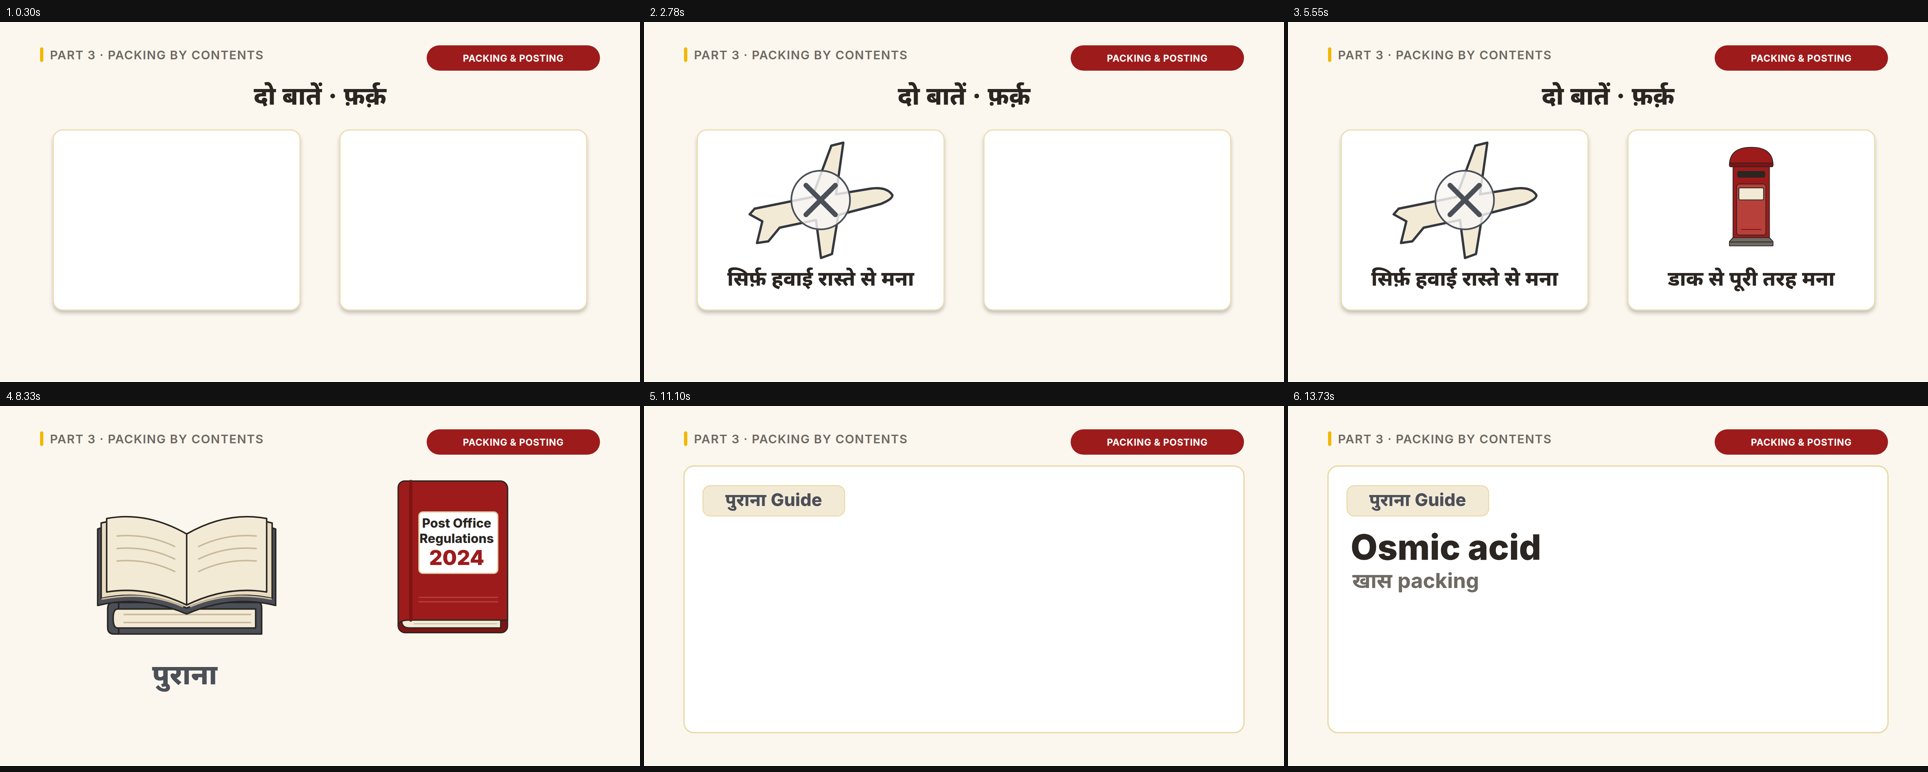 1. 0.30s
PART 3 · PACKING BY CONTENTS
PACKING & POSTING
दो बातें · फ़र्क़
2. 2.78s
PART 3 · PACKING BY CONTENTS
PACKING & POSTING
दो बातें · फ़र्क़
सिर्फ़ हवाई रास्ते से मना
3. 5.55s
PART 3 · PACKING BY CONTENTS
PACKING & POSTING
दो बातें · फ़र्क़
सिर्फ़ हवाई रास्ते से मना
डाक से पूरी तरह मना
4. 8.33s
PART 3 · PACKING BY CONTENTS
PACKING & POSTING
Post Office
Regulations
2024
पुराना
5. 11.10s
PART 3 · PACKING BY CONTENTS
PACKING & POSTING
पुराना Guide
6. 13.73s
PART 3 · PACKING BY CONTENTS
PACKING & POSTING
पुराना Guide
Osmic acid
खास packing